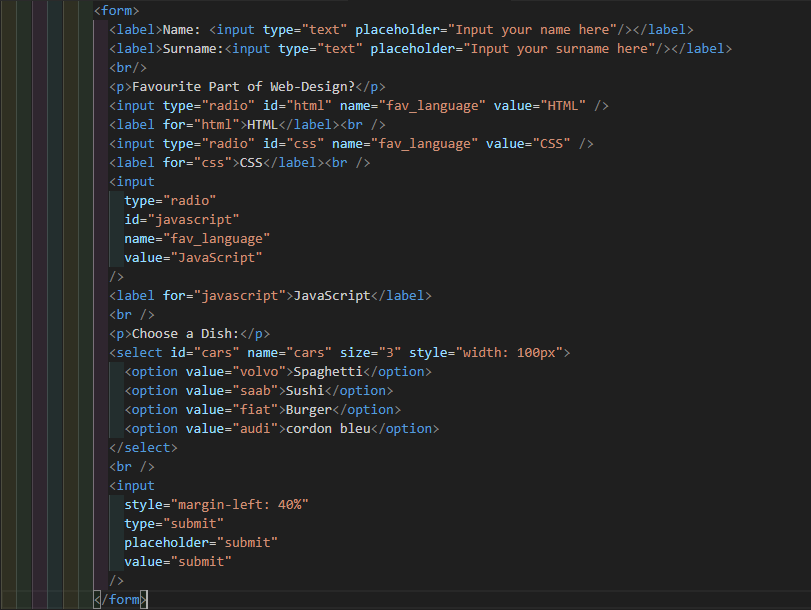 <form>
<label>Name: <input type="text" placeholder="Input your name here"/></label>
<label>Surname:<input type="text" placeholder="Input your surname here"/></label>
<br/>
<p>Favourite Part of Web-Design?</p>
<input type="radio" id="html" name="fav_language" value="HTML" />
<label for="html">HTML</label><br />
<input type="radio" id="css" name="fav_language" value="CSS" />
<label for="css">CSS</label><br />
<input
type="radio"
id="javascript"
name="fav_language"
value="JavaScript"
/>
<label for="javascript">JavaScript</label>
<br />
<p>Choose a Dish:</p>
<select id="cars" name="cars" size="3" style="width: 100px">
<option value="volvo">Spaghetti</option>
<option value="saab">Sushi</option>
<option value="fiat">Burger</option>
<option value="audi">cordon bleu</option>
</select>
<br />
<input
style="margin-left: 40%"
type="submit"
placeholder="submit"
value="submit"
/>
</form>